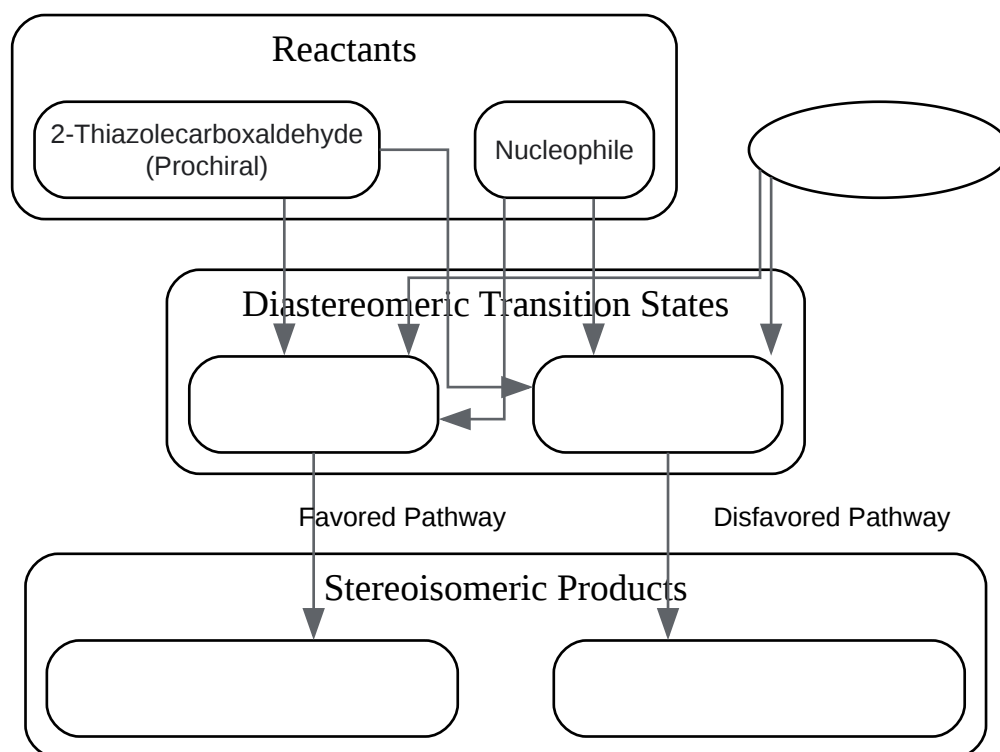 Reactants
2-Thiazolecarboxaldehyde
(Prochiral)
Nucleophile
Diastereomeric Transition States
Favored Pathway
Disfavored Pathway
Stereoisomeric Products